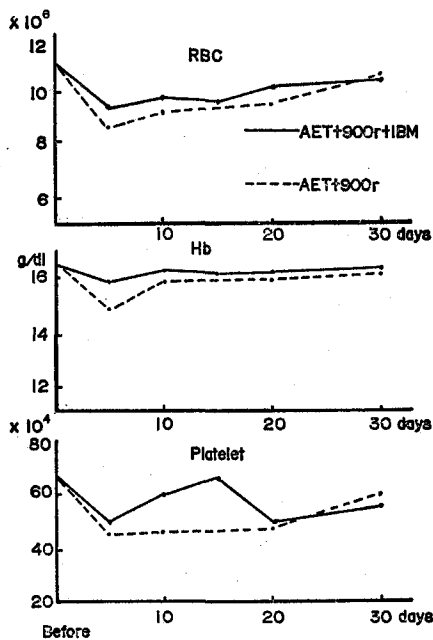 × 10⁶
12
RBC
10
AET+900r+IBM
8
AET+900r
6
10 20 30 days
Hb
g/dl
16
14
12
10 20 30 days
× 10⁴
80
Platelet
60
40
20
10 20 30 days
Before